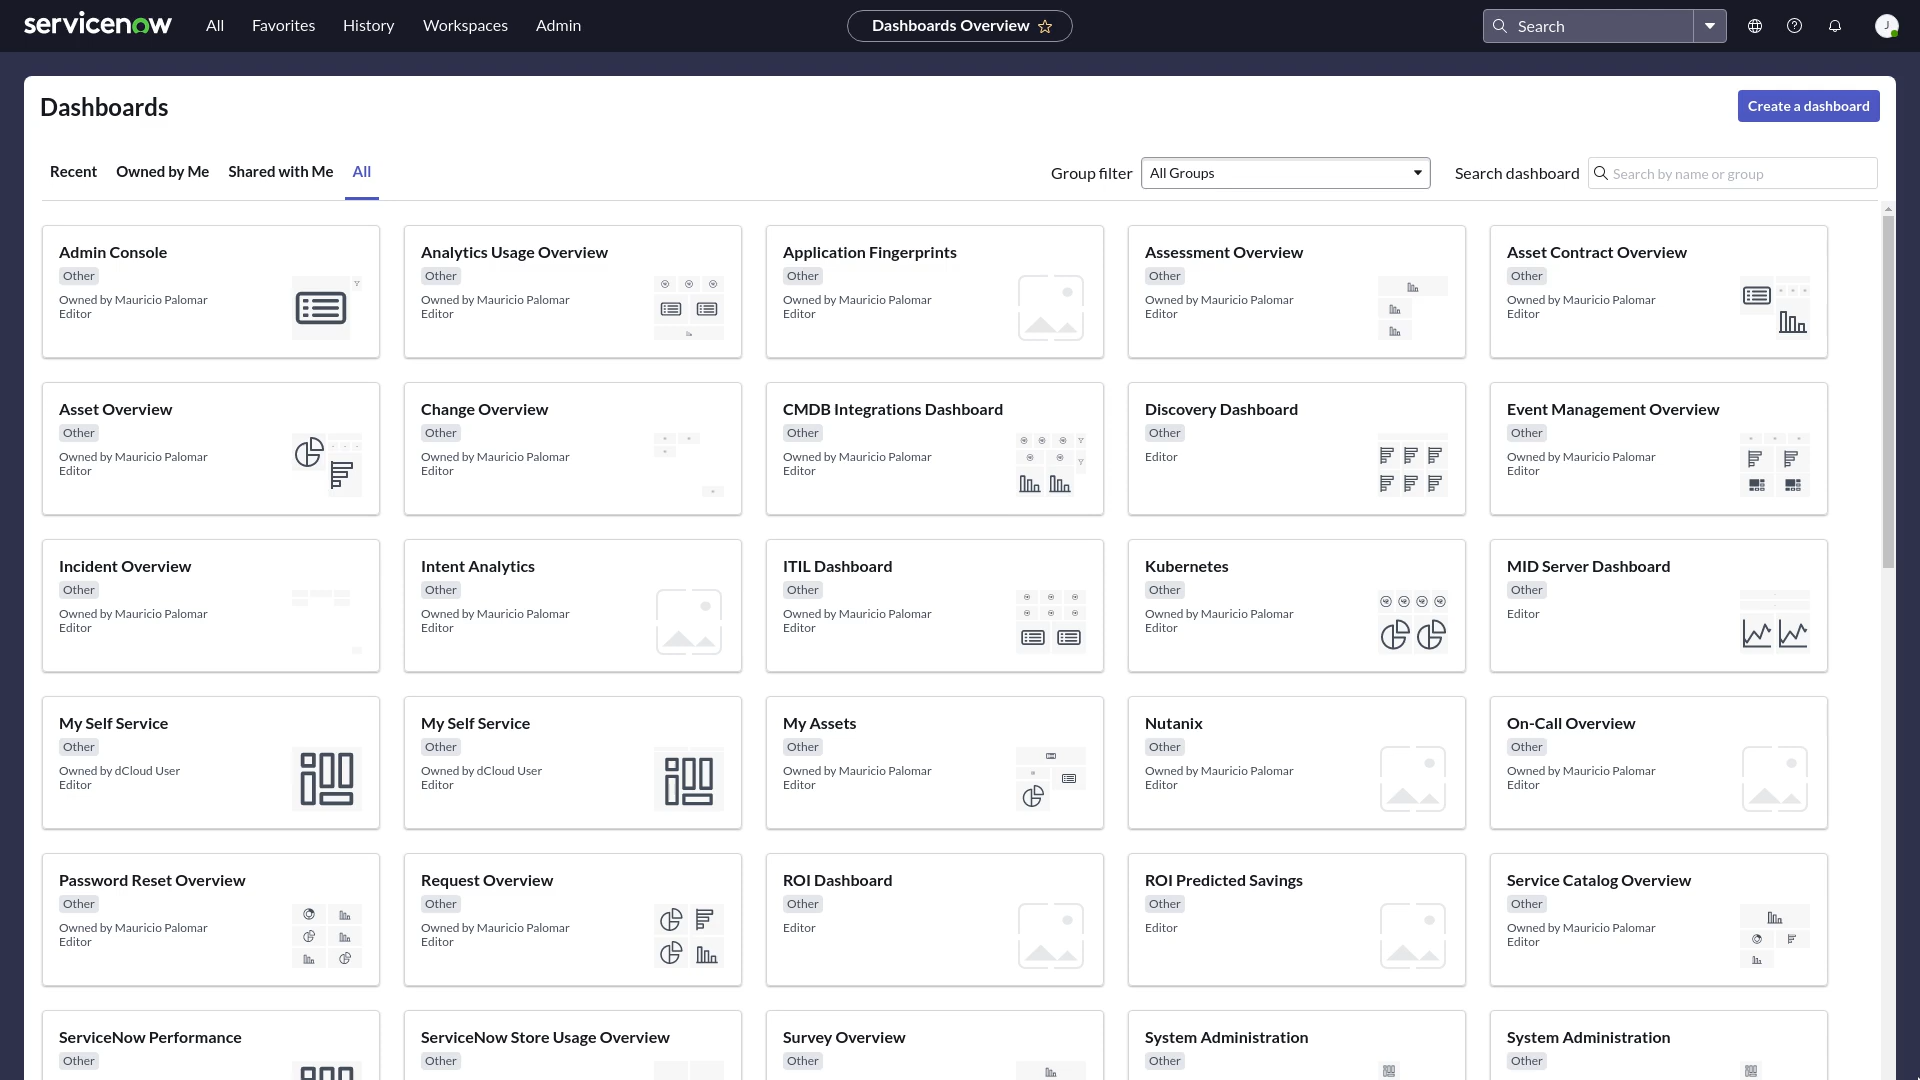 servicenow All Favorites History Workspaces Admin Dashboards Overview Search J
Dashboards Create a dashboard
Recent Owned by Me Shared with Me All Group filter All Groups Search dashboard Search by name or group
Admin Console
Other
Owned by Mauricio Palomar
Editor
Analytics Usage Overview
Other
Owned by Mauricio Palomar
Editor
Application Fingerprints
Other
Owned by Mauricio Palomar
Editor
Assessment Overview
Other
Owned by Mauricio Palomar
Editor
Asset Contract Overview
Other
Owned by Mauricio Palomar
Editor
Asset Overview
Other
Owned by Mauricio Palomar
Editor
Change Overview
Other
Owned by Mauricio Palomar
Editor
CMDB Integrations Dashboard
Other
Owned by Mauricio Palomar
Editor
Discovery Dashboard
Other
Editor
Event Management Overview
Other
Owned by Mauricio Palomar
Editor
Incident Overview
Other
Owned by Mauricio Palomar
Editor
Intent Analytics
Other
Owned by Mauricio Palomar
Editor
ITIL Dashboard
Other
Owned by Mauricio Palomar
Editor
Kubernetes
Other
Owned by Mauricio Palomar
Editor
MID Server Dashboard
Other
Editor
My Self Service
Other
Owned by dCloud User
Editor
My Self Service
Other
Owned by dCloud User
Editor
My Assets
Other
Owned by Mauricio Palomar
Editor
Nutanix
Other
Owned by Mauricio Palomar
Editor
On-Call Overview
Other
Owned by Mauricio Palomar
Editor
Password Reset Overview
Other
Owned by Mauricio Palomar
Editor
Request Overview
Other
Owned by Mauricio Palomar
Editor
ROI Dashboard
Other
Editor
ROI Predicted Savings
Other
Editor
Service Catalog Overview
Other
Owned by Mauricio Palomar
Editor
ServiceNow Performance
Other
ServiceNow Store Usage Overview
Other
Survey Overview
Other
System Administration
Other
System Administration
Other